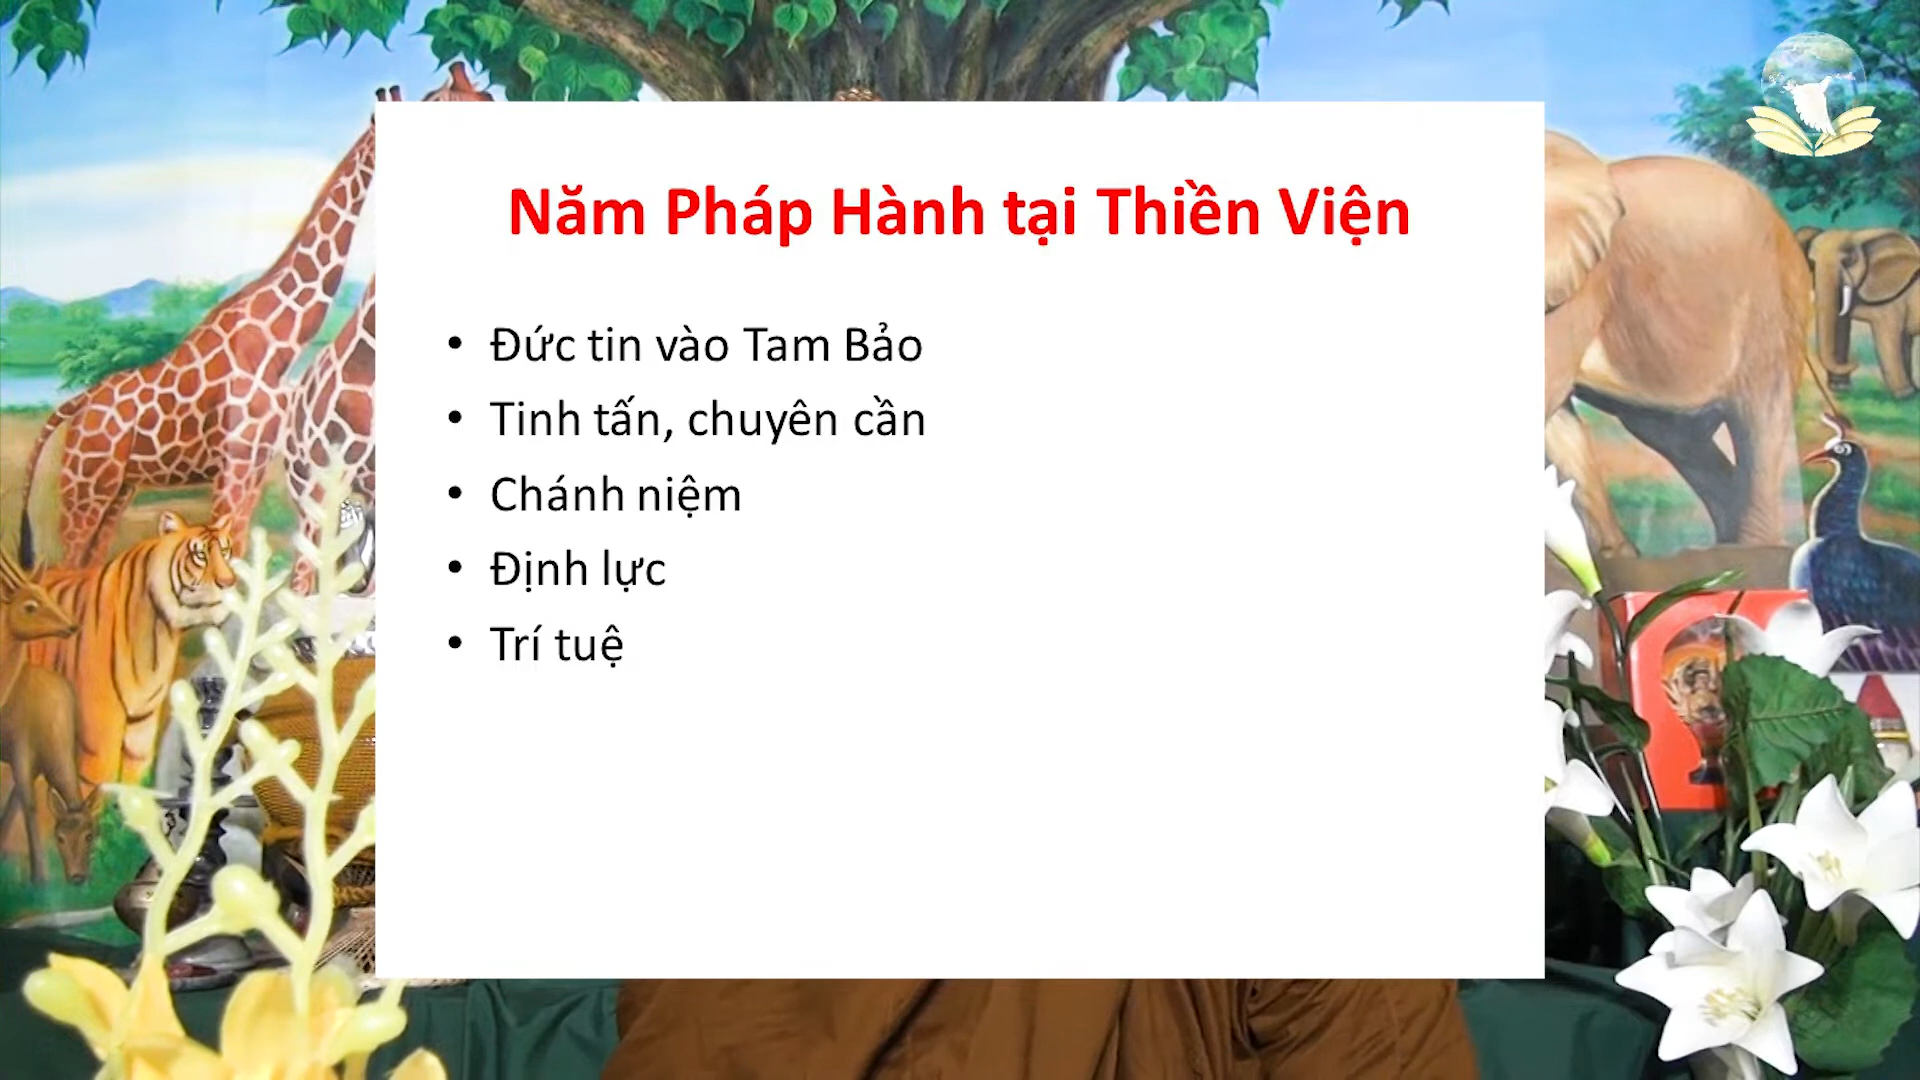 Năm Pháp Hành tại Thiền Viện
• Đức tin vào Tam Bảo
• Tinh tấn, chuyên cần
• Chánh niệm
• Định lực
• Trí tuệ